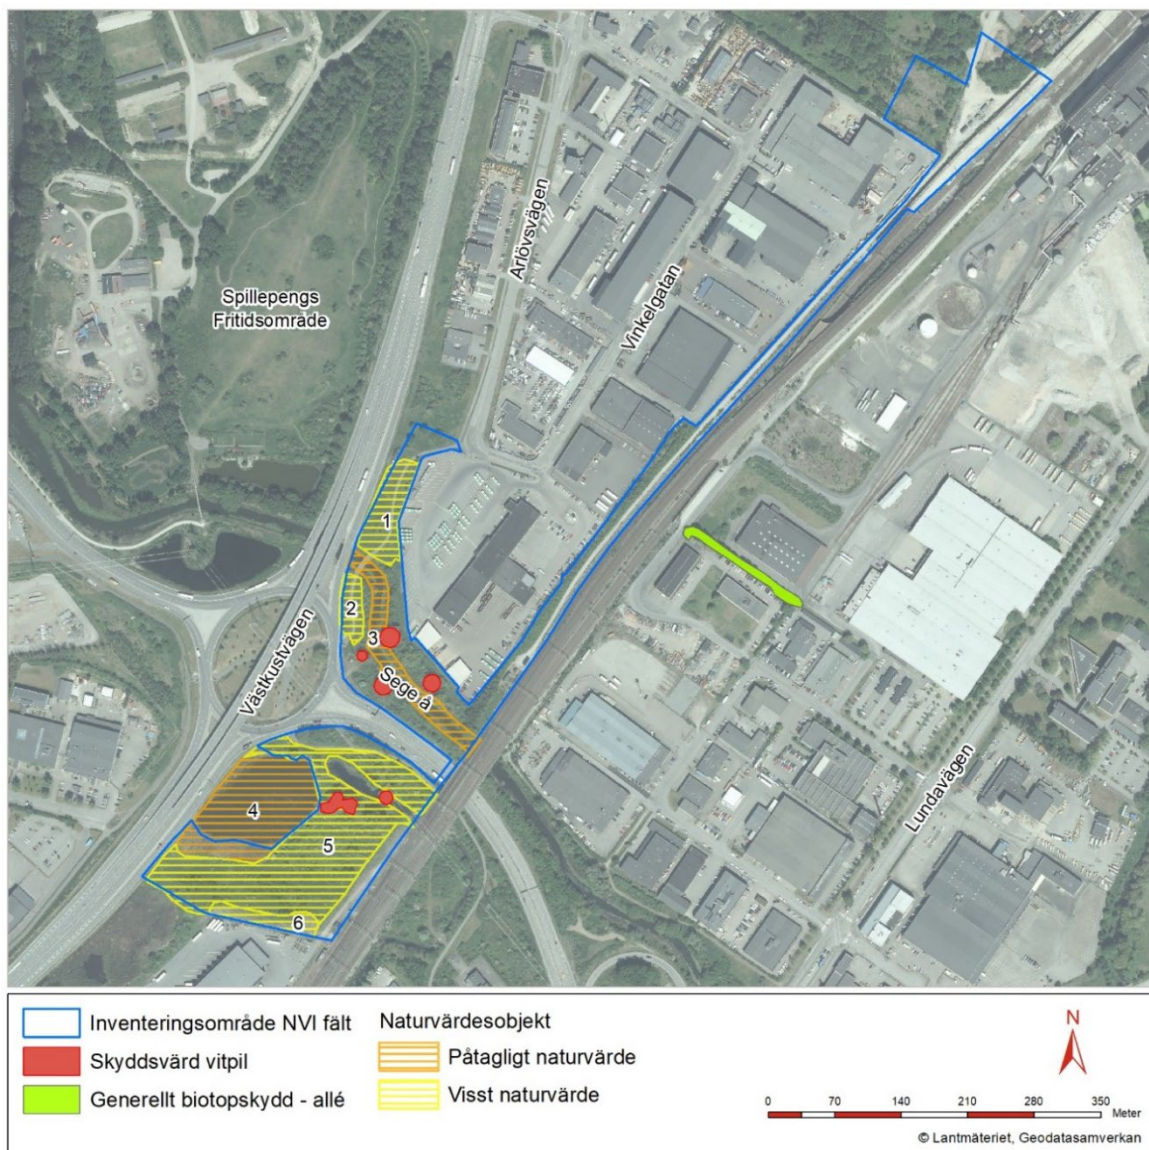 Arlövsvägen
Vinkelgatan
Spillepengs
Fritidsområde
1
2
3
Sege å
Västkustvägen
4
5
6
Lundavägen
Inventeringsområde NVI fält
Skyddsvärd vitpil
Generellt biotopskydd - allé
Naturvärdesobjekt
Påtagligt naturvärde
Visst naturvärde
N
0 70 140 210 280 350
Meter
© Lantmäteriet, Geodatasamverkan